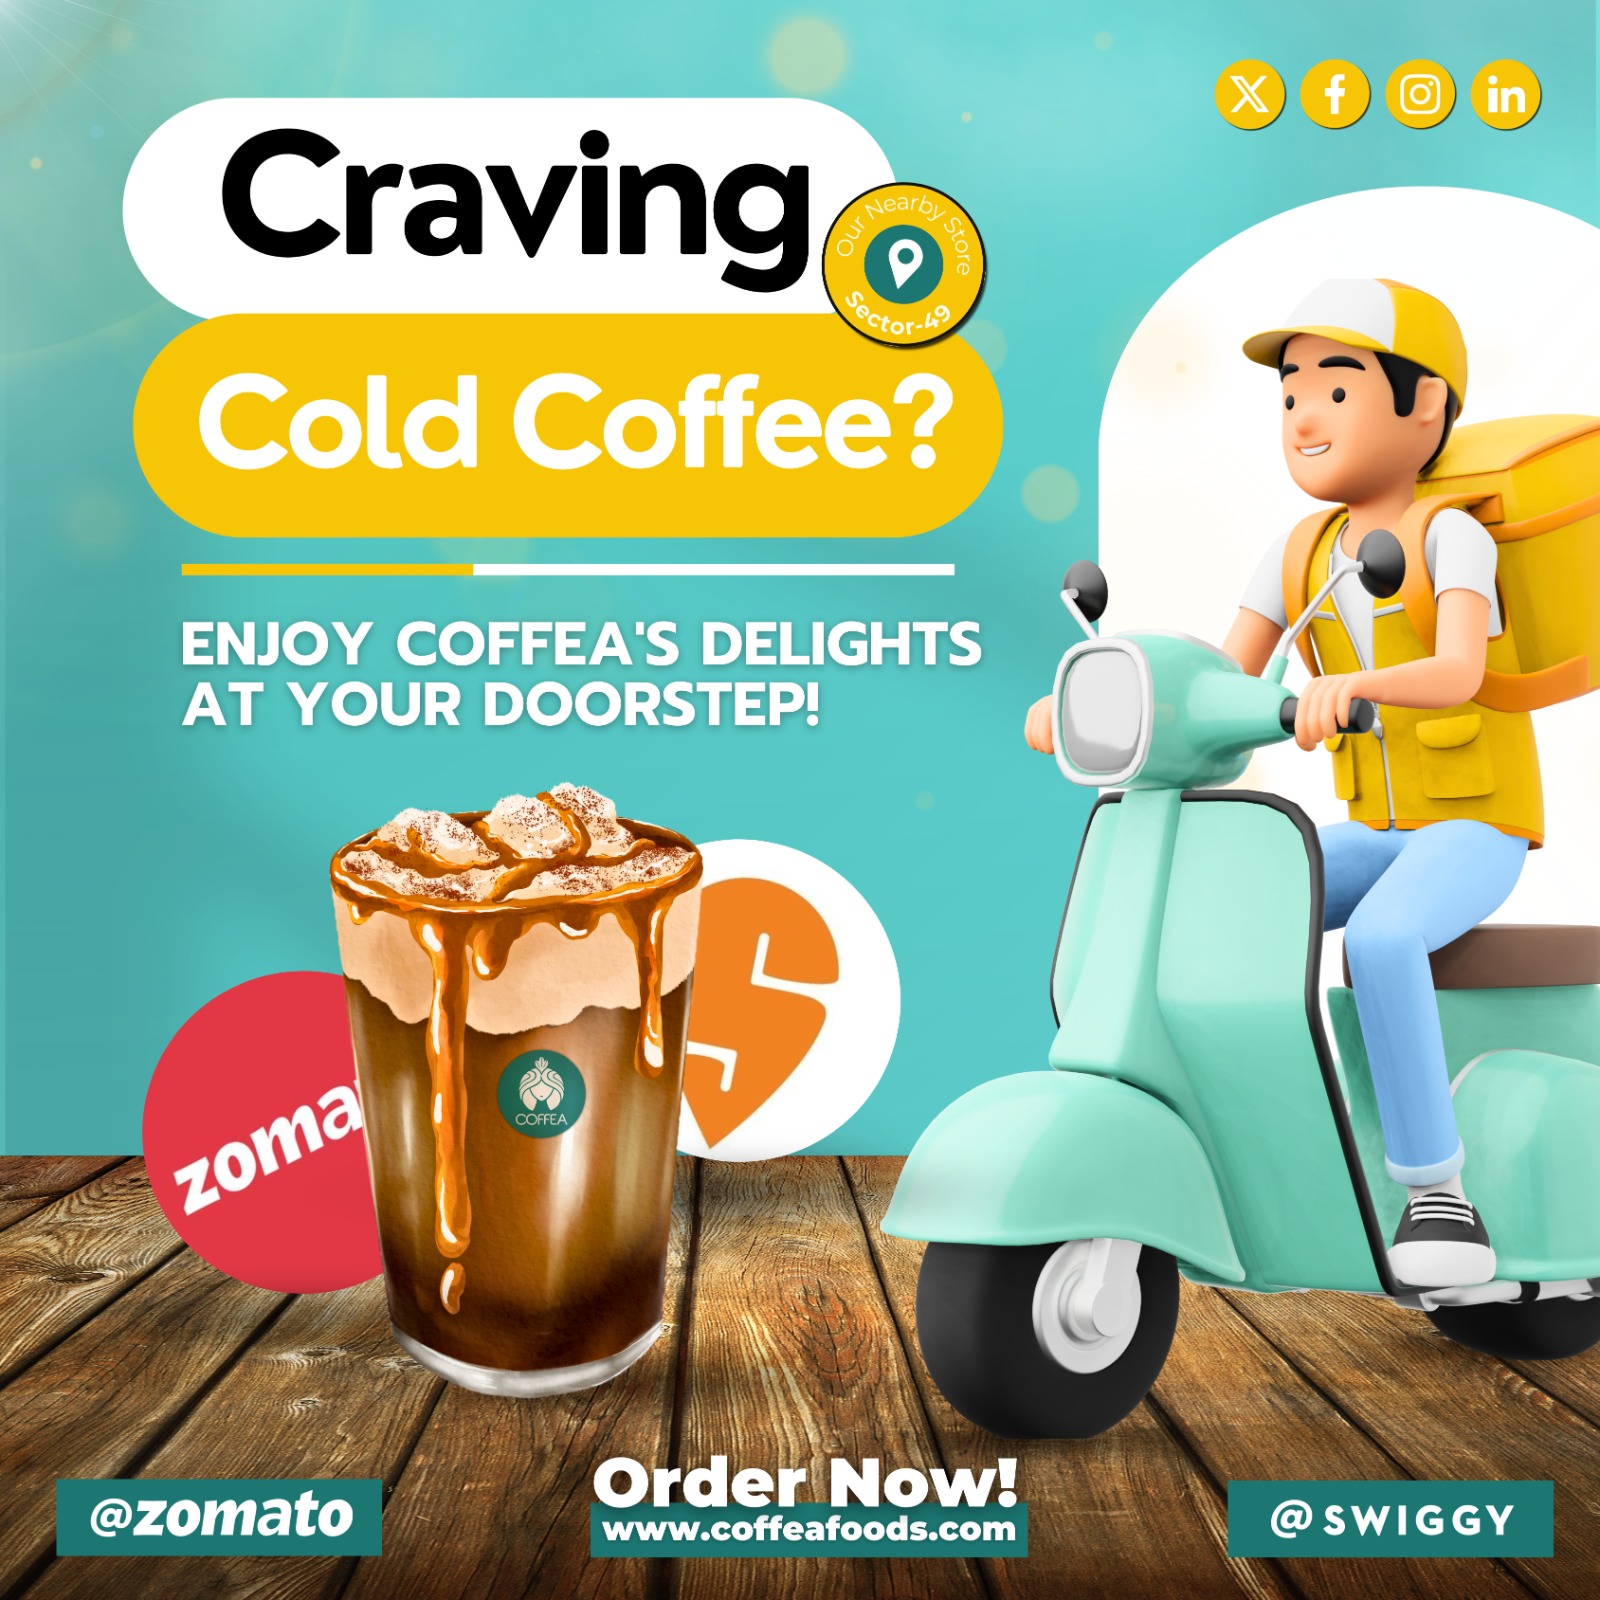 Craving
Our Nearby Store
Sector-49
Cold Coffee?
ENJOY COFFEA'S DELIGHTS
AT YOUR DOORSTEP!
zoma
COFFEA
Order Now!
www.coffeafoods.com
@zomato
@SWIGGY